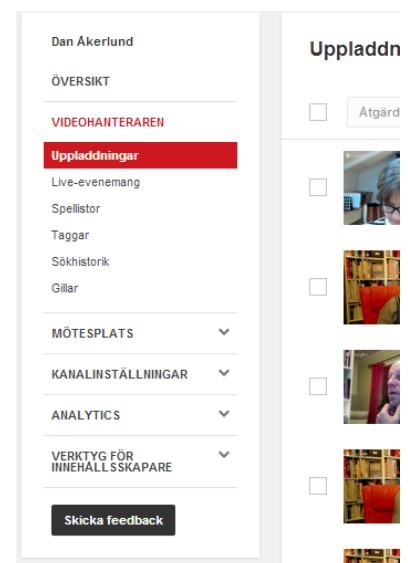 Dan Åkerlund
ÖVERSIKT
VIDEOHANTERAREN
Uppladdningar
Live-evenemang
Spellistor
Taggar
Sökhistorik
Gillar
MÖTESPLATS
KANALINSTÄLLNINGAR
ANALYTICS
VERKTYG FÖR
INNEHÅLLSSKAPARE
Skicka feedback
Uppladdn
Åtgärd